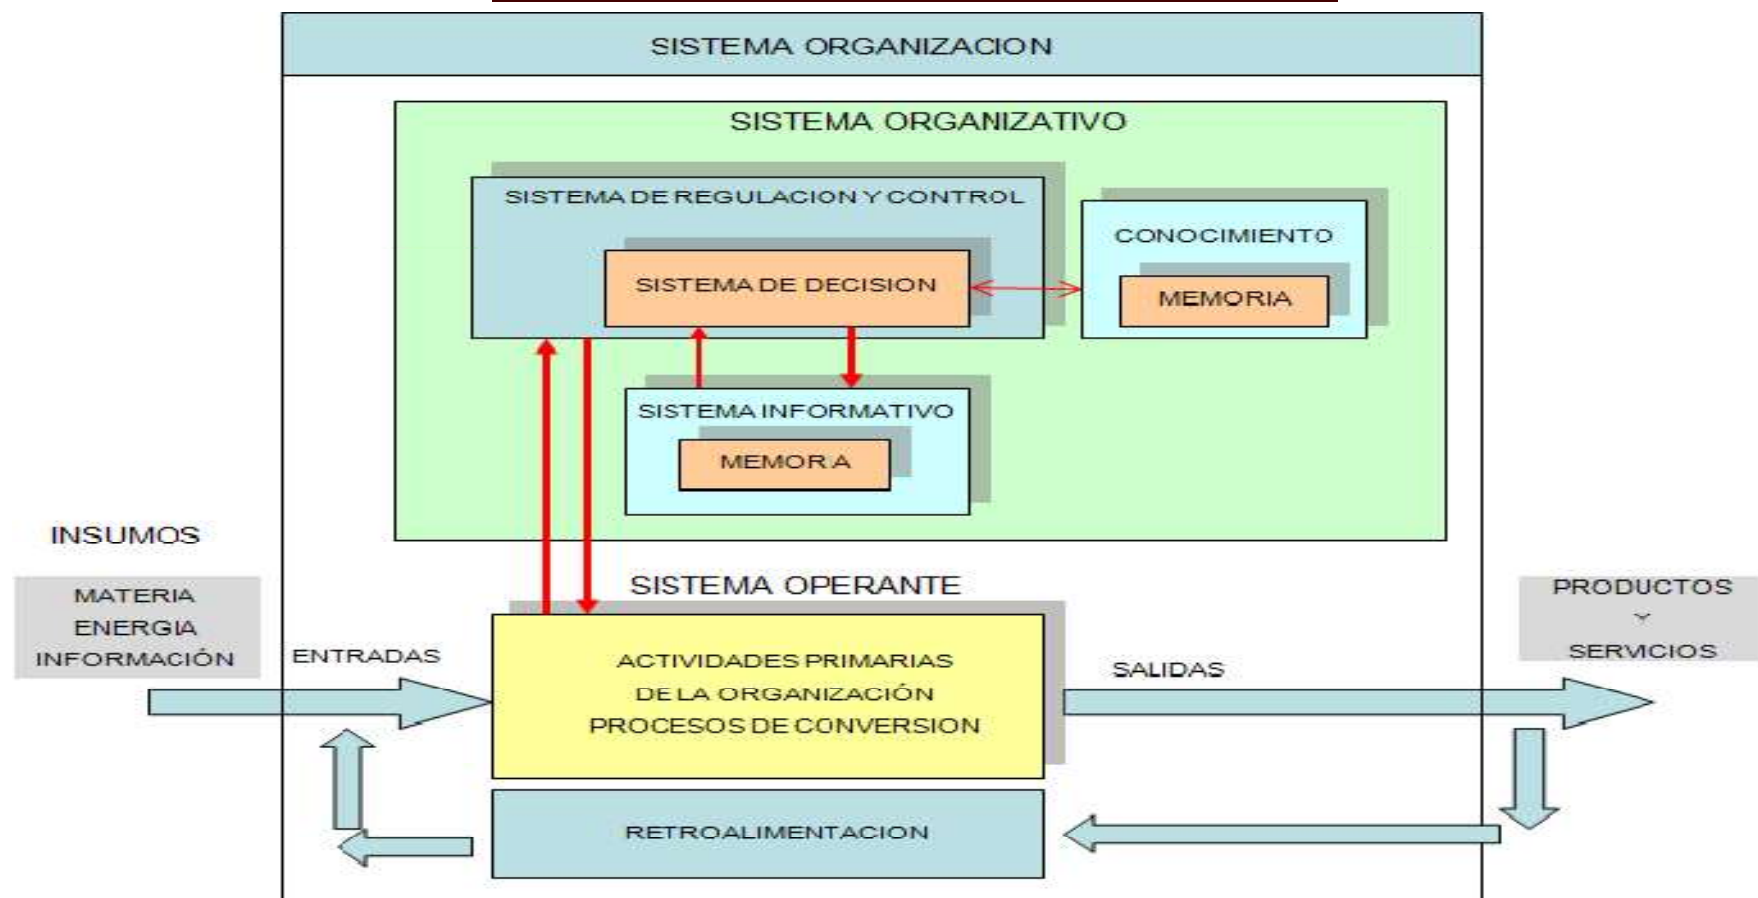 SISTEMA ORGANIZACION
SISTEMA ORGANIZATIVO
SISTEMA DE REGULACION Y CONTROL
SISTEMA DE DECISION
CONOCIMIENTO
MEMORIA
SISTEMA INFORMATIVO
MEMORIA
INSUMOS
MATERIA
ENERGIA
INFORMACIÓN
ENTRADAS
SISTEMA OPERANTE
ACTIVIDADES PRIMARIAS
DE LA ORGANIZACIÓN
PROCESOS DE CONVERSION
SALIDAS
PRODUCTOS
Y
SERVICIOS
RETROALIMENTACION